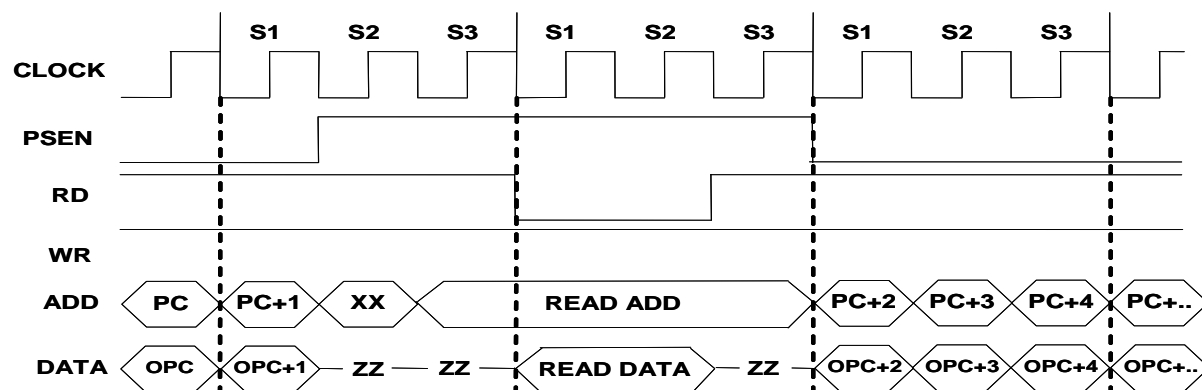 S1 S2 S3 S1 S2 S3 S1 S2 S3
CLOCK
PSEN
RD
WR
ADD PC PC+1 XX READ ADD PC+2 PC+3 PC+4 PC+..
DATA OPC OPC+1 ZZ ZZ READ DATA ZZ OPC+2 OPC+3 OPC+4 OPC+..